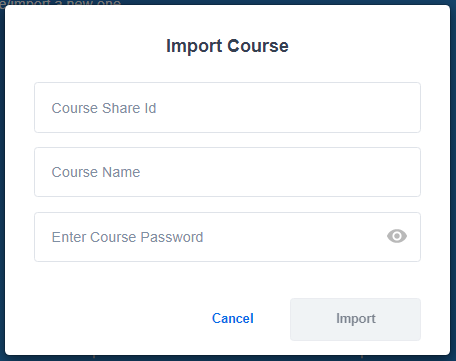 e/import a new one
Import Course
Course Share Id
Course Name
Enter Course Password
Cancel
Import